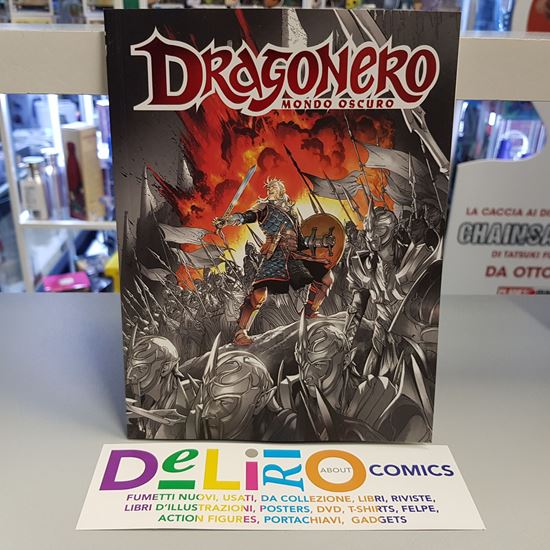 DRAGONERO
MONDO OSCURO
LA CACCIA AI
CHAINSA
DI TATSUKI
DA OTTO
DELIRIO
ABOUT
COMICS
FUMETTI NUOVI, USATI, DA COLLEZIONE, LIBRI, RIVISTE,
LIBRI D'ILLUSTRAZIONI, POSTERS, DVD, T-SHIRTS, FELPE,
ACTION FIGURES, PORTACHIAVI, GADGETS